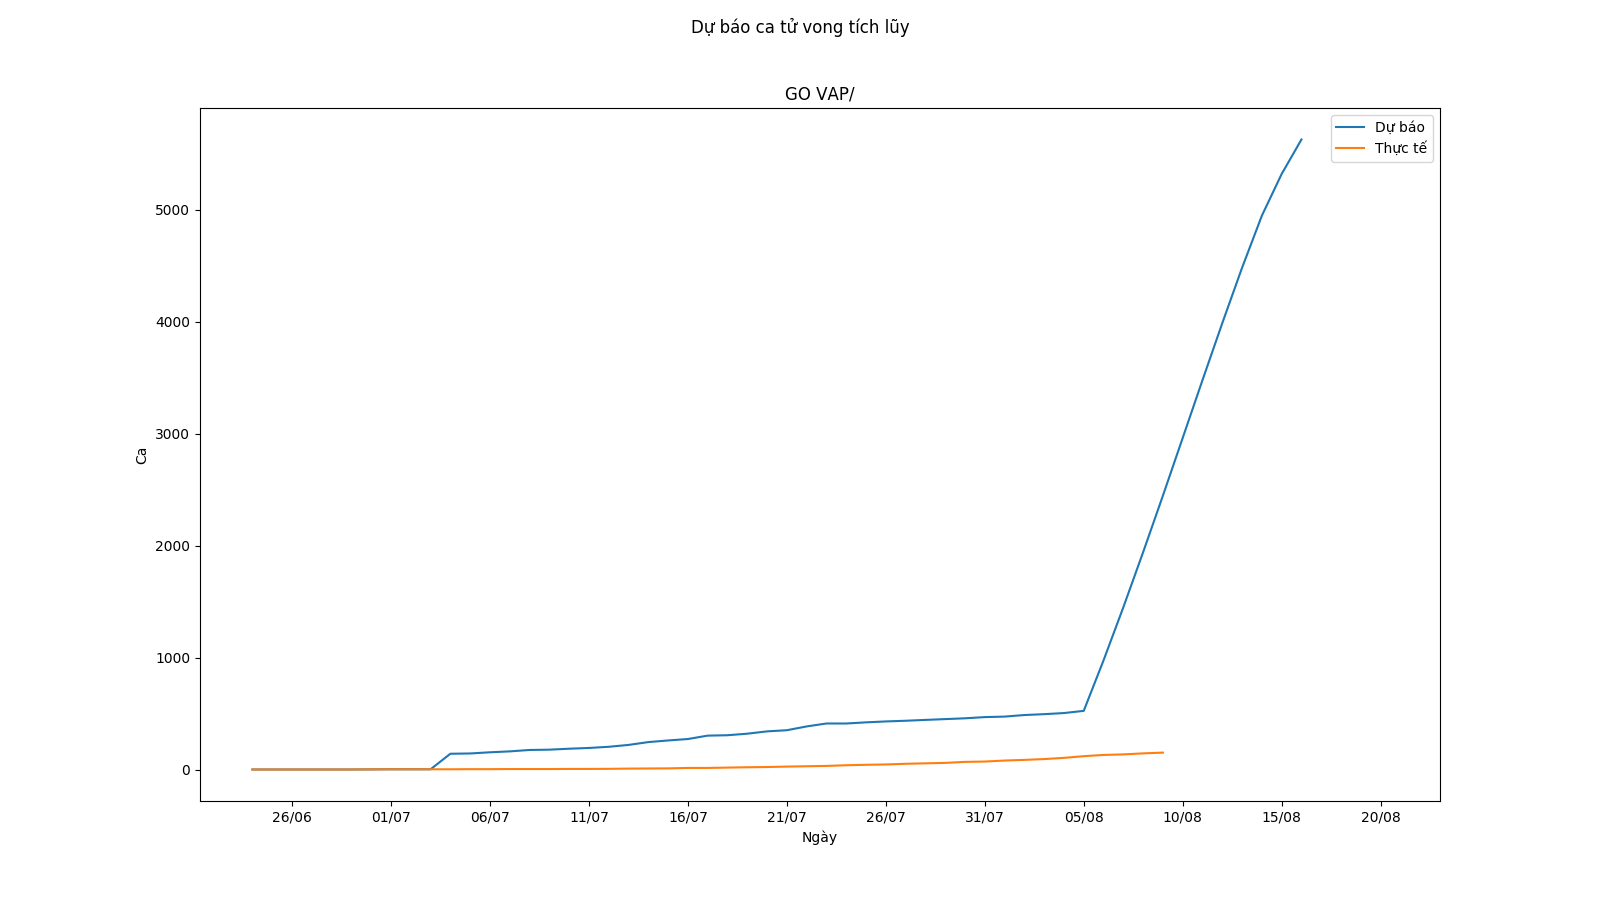 Dự báo ca tử vong tích lũy
GO VAP/
Dự báo
Thực tế
5000
4000
3000
2000
1000
0
Ca
26/06 01/07 06/07 11/07 16/07 21/07 26/07 31/07 05/08 10/08 15/08 20/08
Ngày